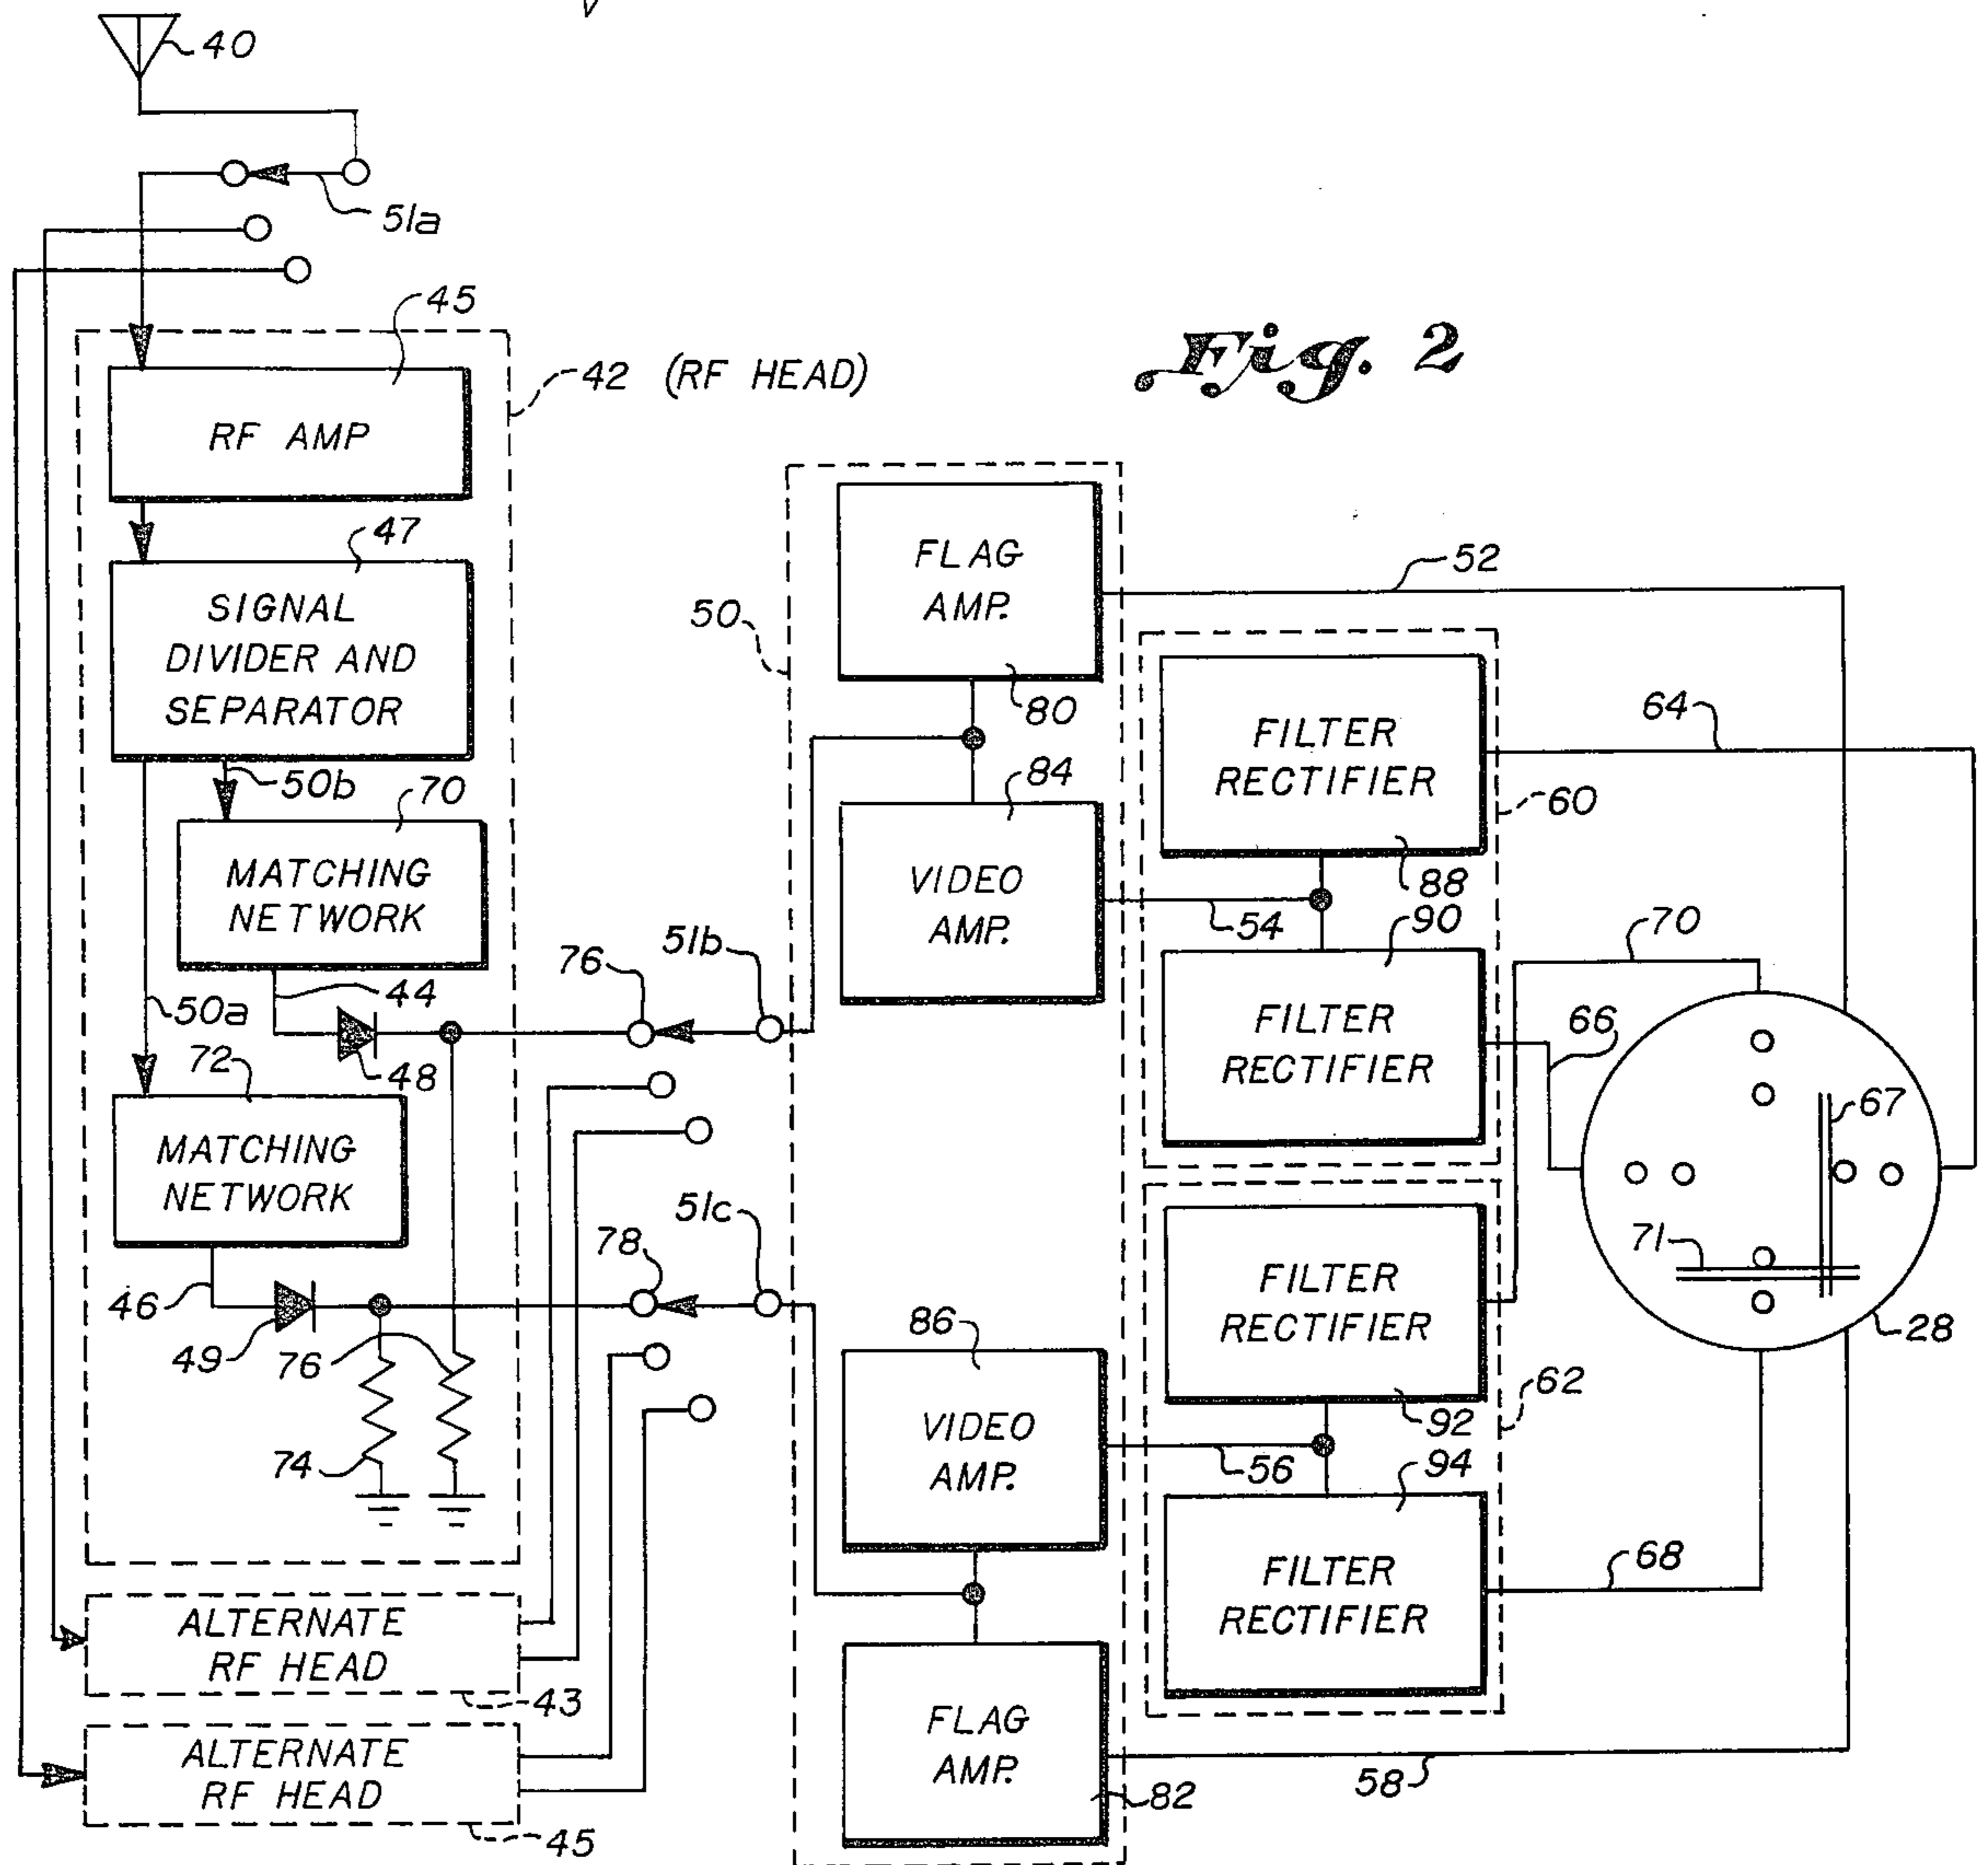 40
51a
45
42 (RF HEAD)
Fig. 2
RF AMP
47
SIGNAL
DIVIDER AND
SEPARATOR
50b
70
MATCHING
NETWORK
50a
44
48
72
MATCHING
NETWORK
46
49
76
74
76
51b
78
51c
ALTERNATE
RF HEAD
43
ALTERNATE
RF HEAD
45
50
FLAG
AMP.
80
52
84
VIDEO
AMP.
54
86
VIDEO
AMP.
56
FLAG
AMP.
82
58
FILTER
RECTIFIER
88
60
64
90
FILTER
RECTIFIER
70
66
67
71
28
FILTER
RECTIFIER
92
62
94
FILTER
RECTIFIER
68